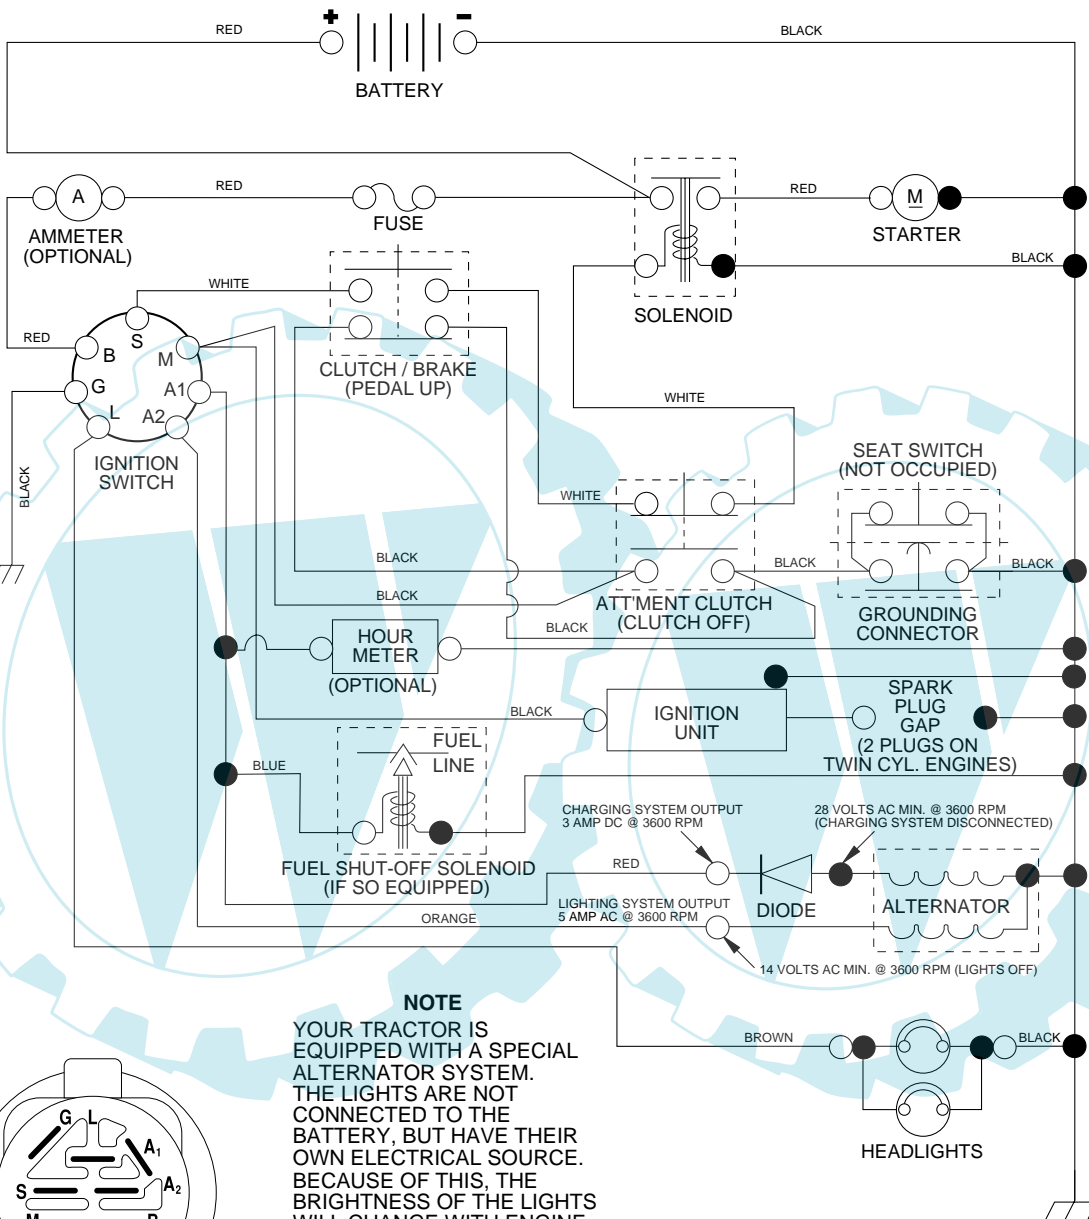 + -
RED
BLACK
BATTERY
A
RED
FUSE
RED
M
AMMETER
(OPTIONAL)
STARTER
BLACK
WHITE
SOLENOID
RED
S
B
M
G
A1
L
A2
CLUTCH / BRAKE
(PEDAL UP)
WHITE
IGNITION
SWITCH
BLACK
SEAT SWITCH
(NOT OCCUPIED)
WHITE
BLACK
BLACK
BLACK
BLACK
ATT'MENT CLUTCH
(CLUTCH OFF)
GROUNDING
CONNECTOR
BLACK
HOUR
METER
(OPTIONAL)
BLACK
IGNITION
UNIT
SPARK
PLUG
GAP
(2 PLUGS ON
TWIN CYL. ENGINES)
FUEL
LINE
BLUE
CHARGING SYSTEM OUTPUT
3 AMP DC @ 3600 RPM
28 VOLTS AC MIN. @ 3600 RPM
(CHARGING SYSTEM DISCONNECTED)
FUEL SHUT-OFF SOLENOID
(IF SO EQUIPPED)
RED
DIODE
ALTERNATOR
ORANGE
LIGHTING SYSTEM OUTPUT
5 AMP AC @ 3600 RPM
14 VOLTS AC MIN. @ 3600 RPM (LIGHTS OFF)
NOTE
YOUR TRACTOR IS
EQUIPPED WITH A SPECIAL
ALTERNATOR SYSTEM.
THE LIGHTS ARE NOT
CONNECTED TO THE
BATTERY, BUT HAVE THEIR
OWN ELECTRICAL SOURCE.
BECAUSE OF THIS, THE
BRIGHTNESS OF THE LIGHTS
WILL CHANGE WITH ENGINE
BROWN
BLACK
HEADLIGHTS
G
L
A1
S
A2
M
B